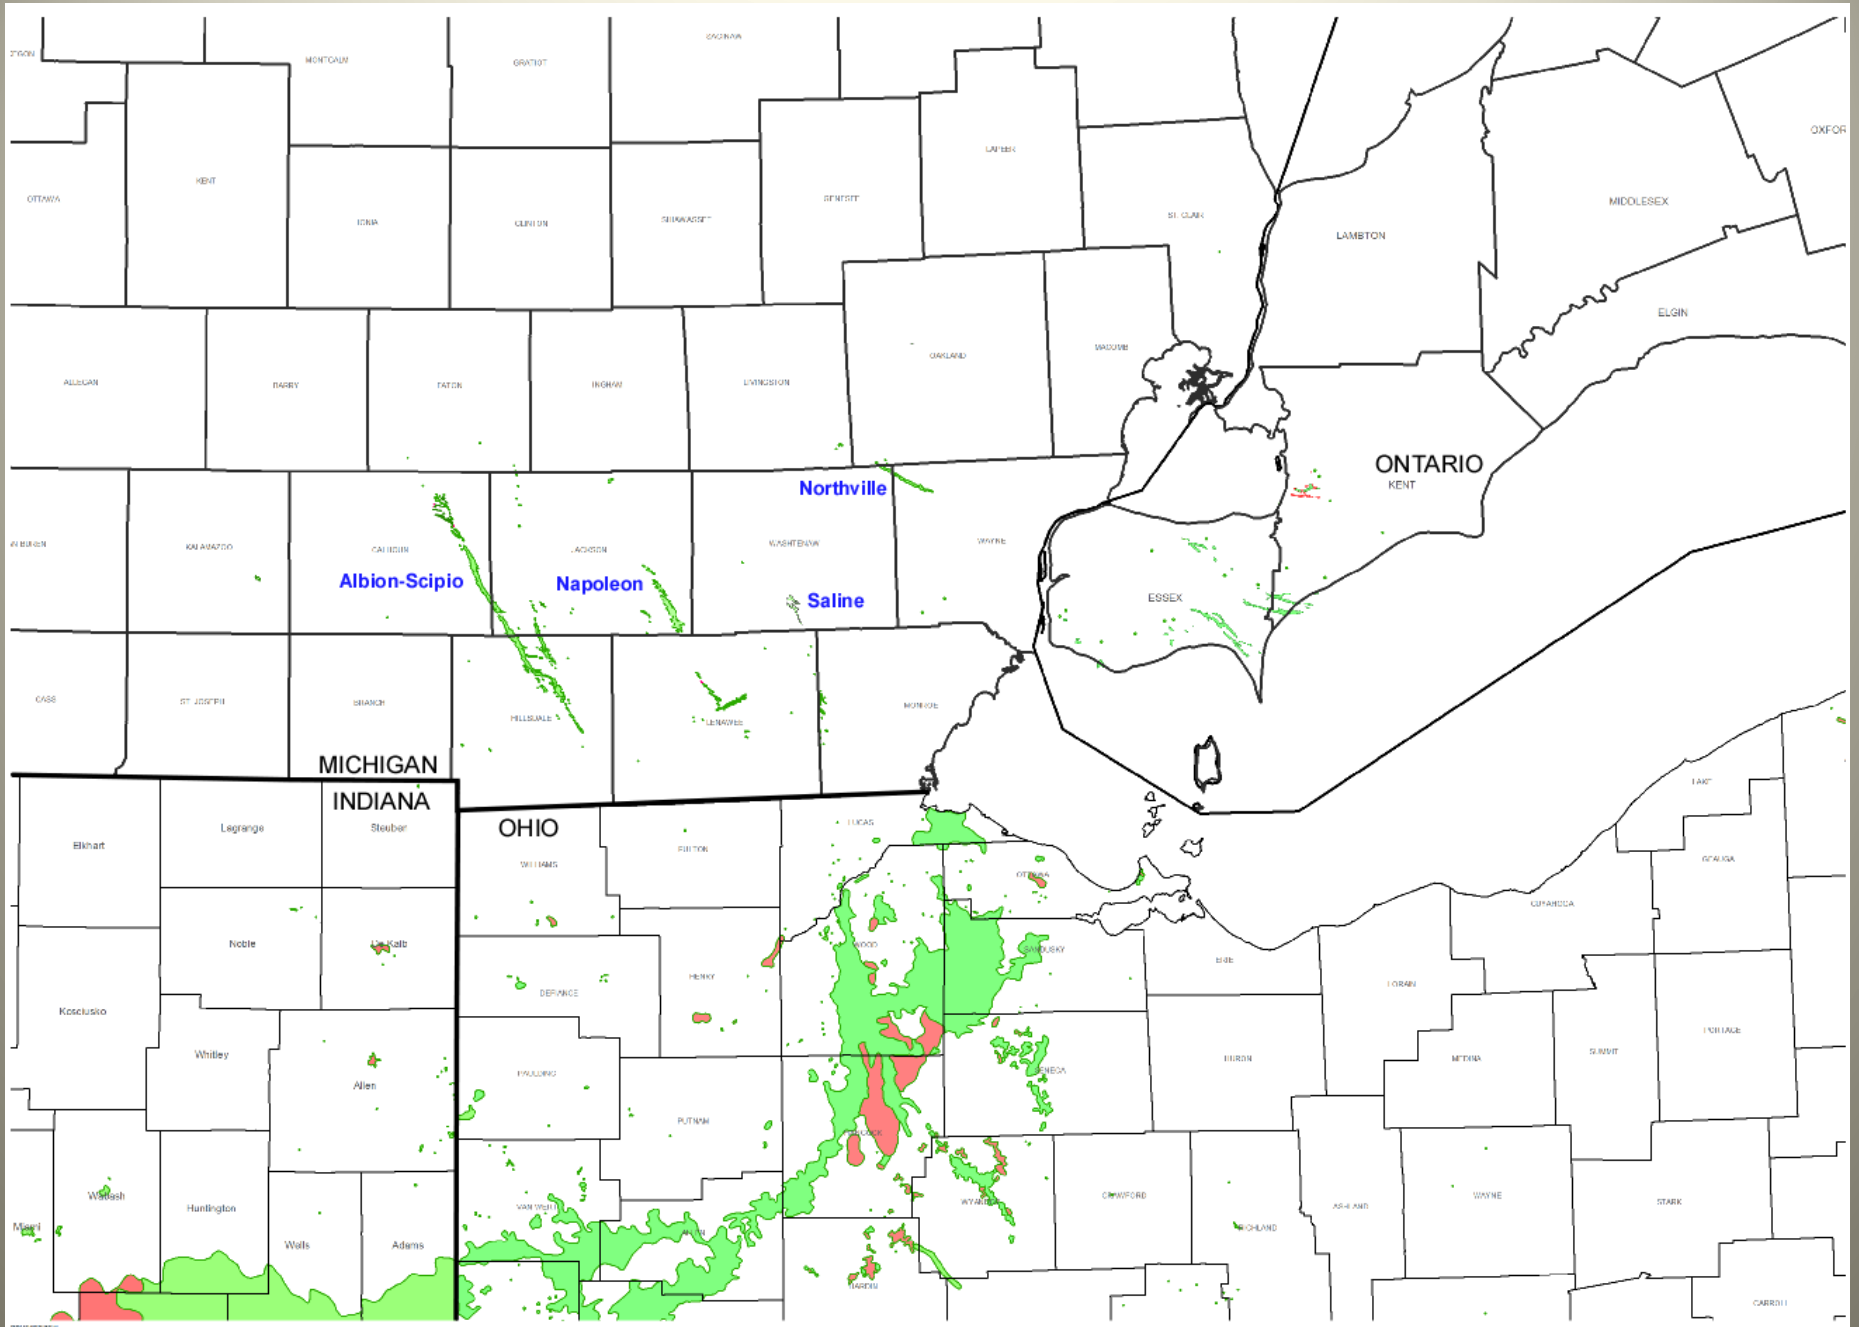 SAGINAW
MONTCALM
GRATIOT
OXFOR
LAPEER
KENT
OTTAWA
MIDDLESEX
GENESEE
IONIA
CLINTON
SHIAWASSEE
ST. CLAIR
LAMBTON
ELGIN
ALLEGAN
BARRY
EATON
INGHAM
LIVINGSTON
OAKLAND
MACOMB
ONTARIO
KENT
Northville
KALAMAZOO
CALHOUN
JACKSON
WASHTENAW
WAYNE
Albion-Scipio
Napoleon
Saline
ESSEX
CASS
ST. JOSEPH
BRANCH
HILLSDALE
LENAWEE
MONROE
MICHIGAN
INDIANA
OHIO
LAKE
Elkhart
Lagrange
Steuben
WILLIAMS
FULTON
LUCAS
OTTAWA
GEAUGA
CUYAHOGA
Noble
De Kalb
WOOD
SANDUSKY
ERIE
HENRY
DEFIANCE
LORAIN
Kosciusko
Whitley
Allen
PAULDING
PUTNAM
SENECA
HURON
MEDINA
SUMMIT
PORTAGE
HANCOCK
Wabash
Huntington
VAN WERT
WYANDOT
CRAWFORD
ASHLAND
WAYNE
STARK
Miami
Wells
Adams
ALLEN
RICHLAND
HARDIN
CARROLL